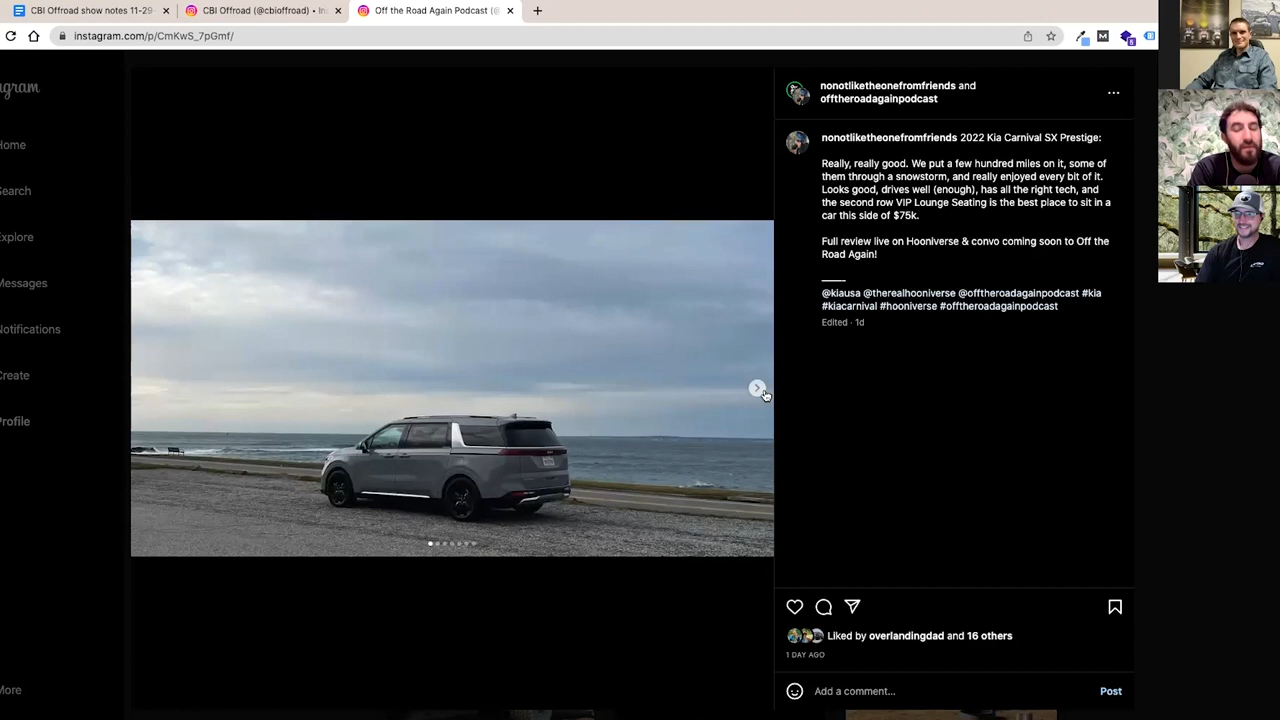 CBI Offroad show notes 11-29
CBI Offroad (@cbioffroad) • In
Off the Road Again Podcast (@
instagram.com/p/CmKwS_7pGmf/
gram
Home
Search
Explore
Messages
Notifications
Create
Profile
More
nonotliketheonefromfriends and
offtheroadagainpodcast
nonotliketheonefromfriends 2022 Kia Carnival SX Prestige:
Really, really good. We put a few hundred miles on it, some of
them through a snowstorm, and really enjoyed every bit of it.
Looks good, drives well (enough), has all the right tech, and
the second row VIP Lounge Seating is the best place to sit in a
car this side of $75k.
Full review live on Hooniverse & convo coming soon to Off the
Road Again!
@kiausa @therealhooniverse @offtheroadagainpodcast #kia
#kiacarnival #hooniverse #offtheroadagainpodcast
Edited · 1d
Liked by overlandingdad and 16 others
1 DAY AGO
Add a comment...
Post